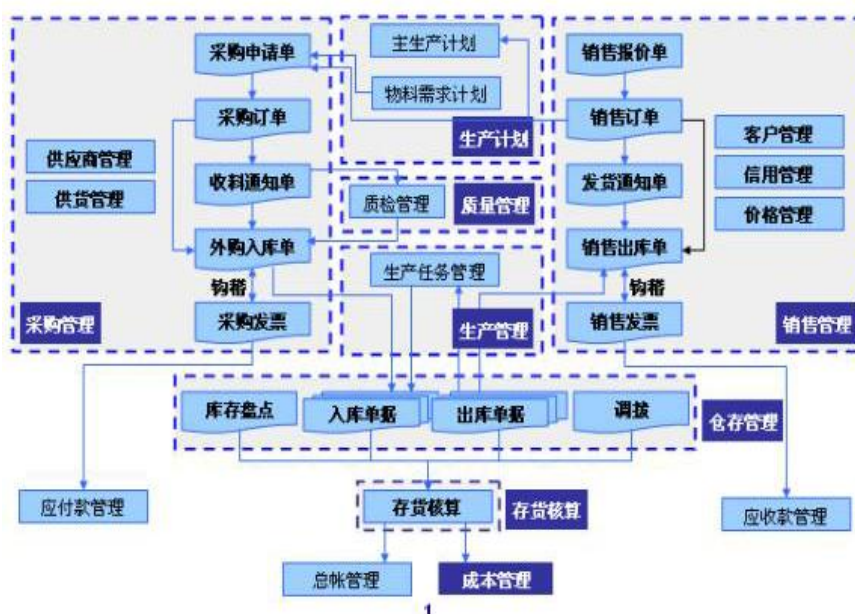 采购申请单
主生产计划
销售报价单
物料需求计划
采购订单
销售订单
生产计划
客户管理
供应商管理
收料通知单
发货通知单
信用管理
供货管理
质检管理
质量管理
价格管理
外购入库单
销售出库单
生产任务管理
钩稽
钩稽
采购管理
采购发票
生产管理
销售发票
销售管理
库存盘点
入库单据
出库单据
调拨
仓存管理
应付款管理
存货核算
存货核算
应收款管理
总帐管理
成本管理
1